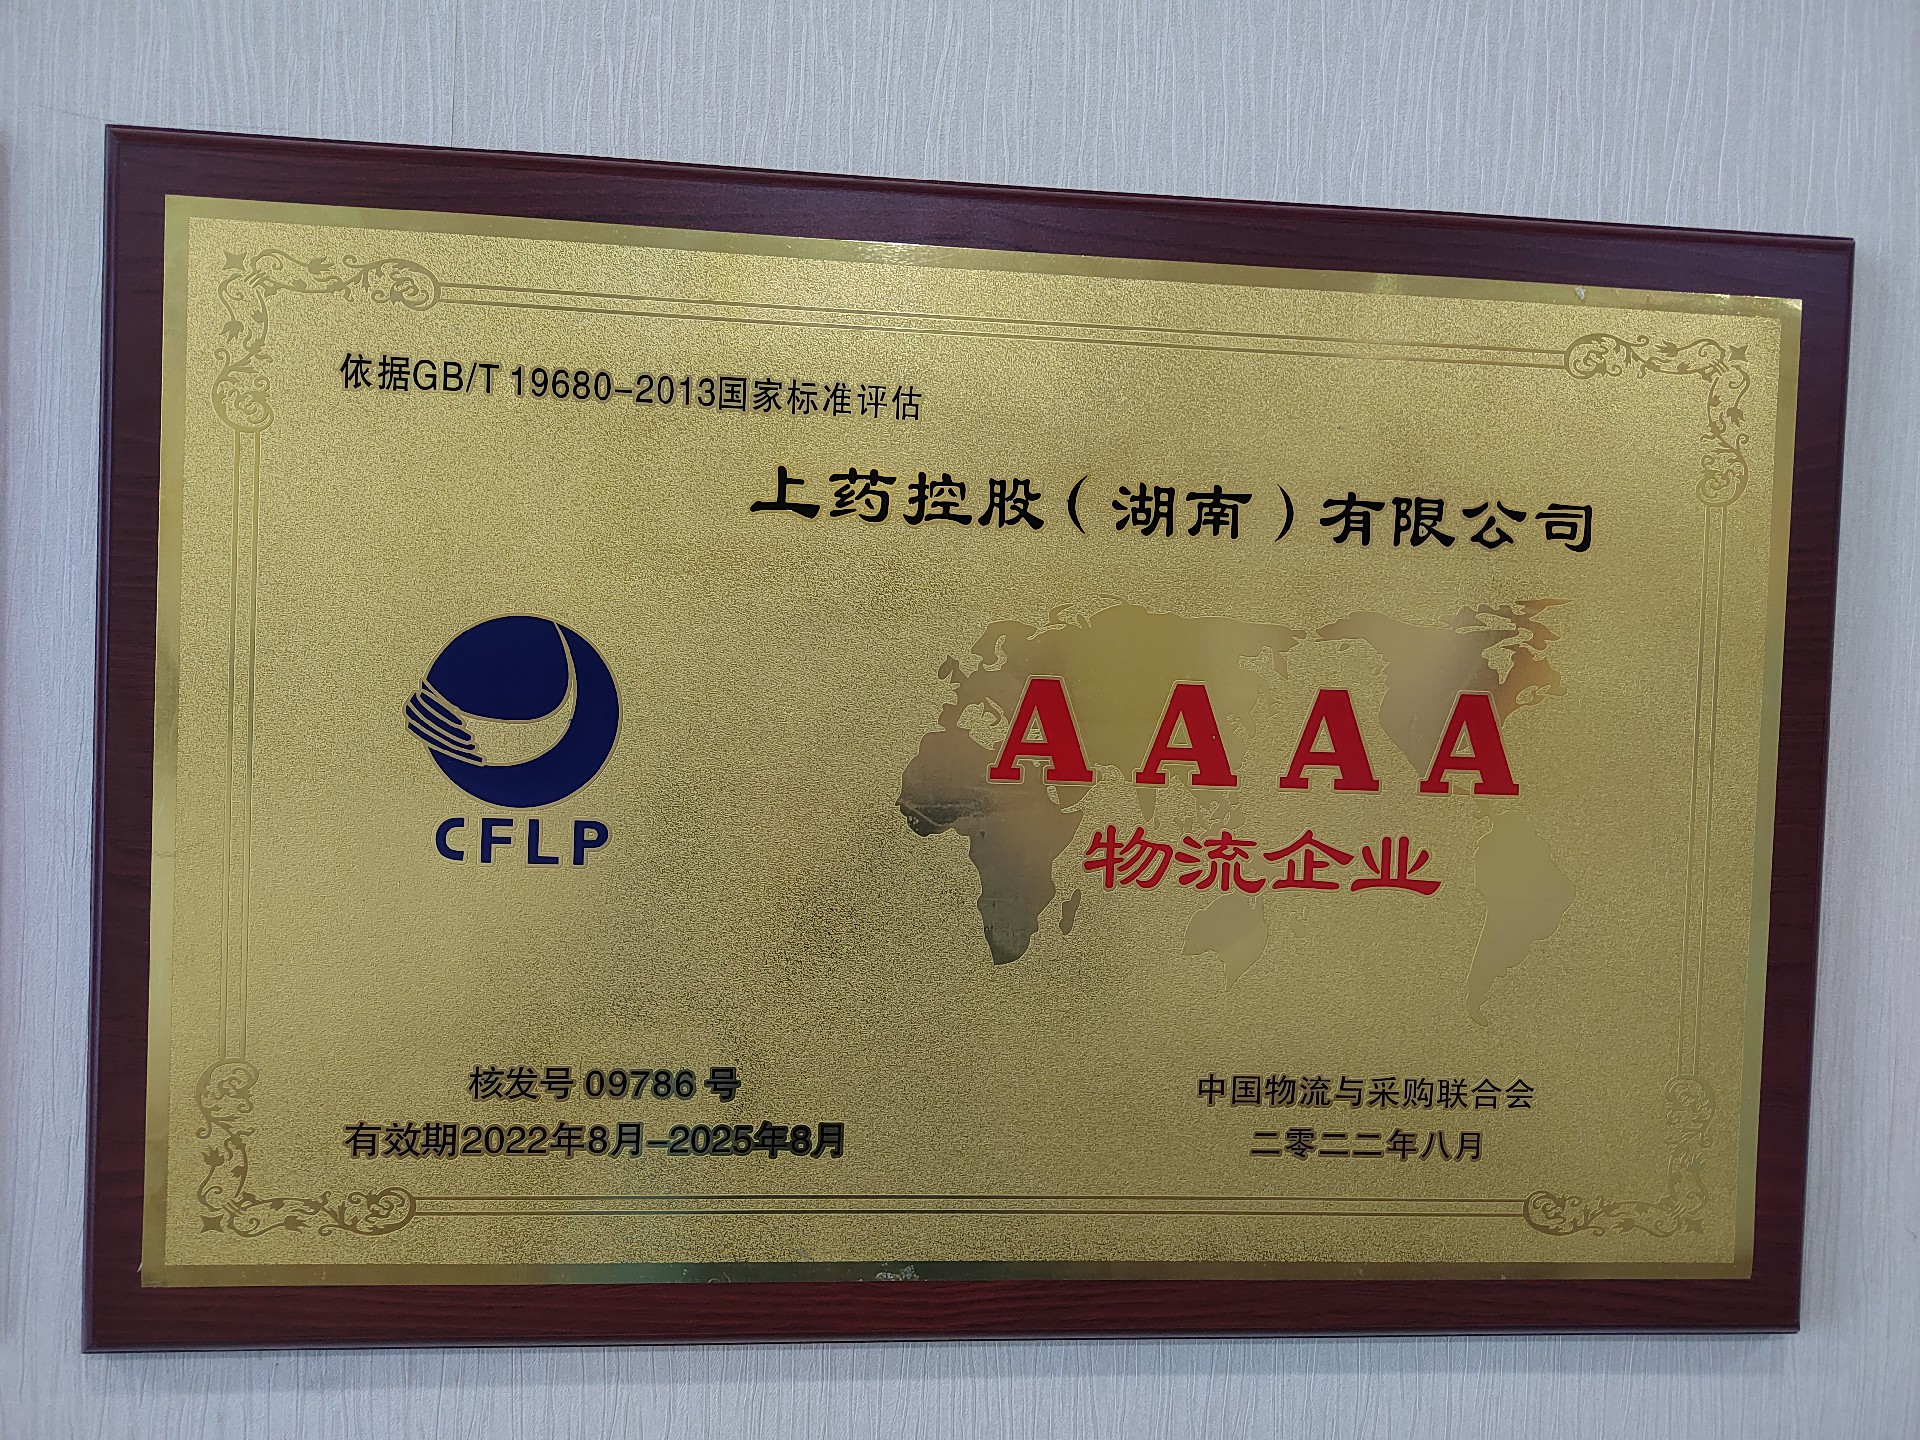 依据GB/T 19680-2013国家标准评估
上药控股（湖南）有限公司
CFLP
AAAA
物流企业
核发号 09786 号
有效期2022年8月-2025年8月
中国物流与采购联合会
二零二二年八月